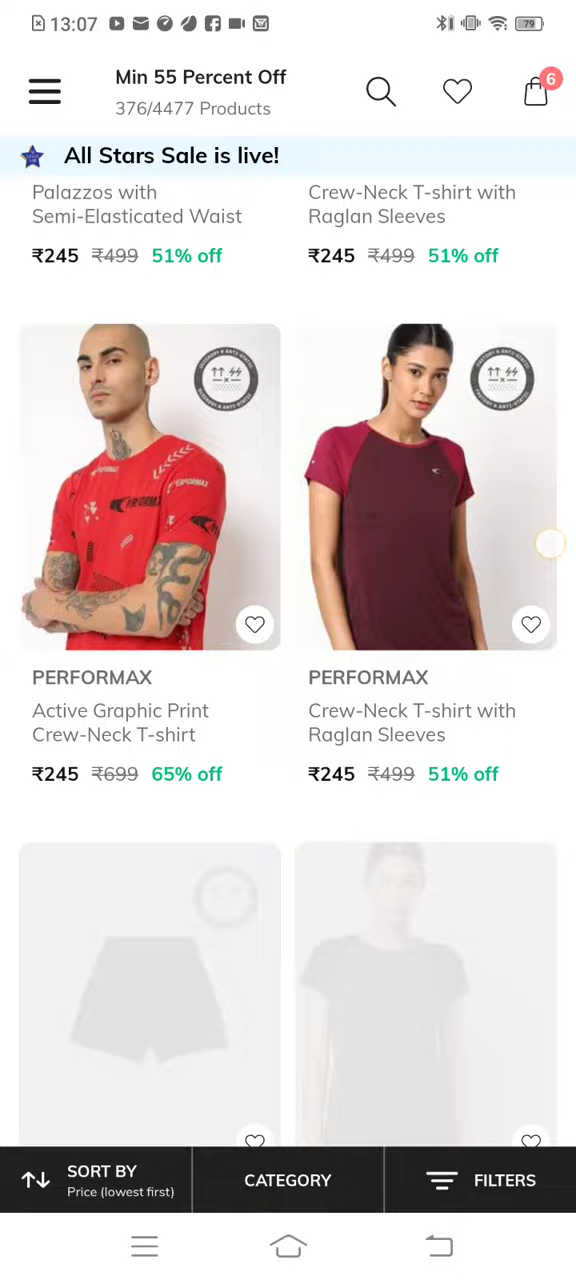 13:07
79
Min 55 Percent Off
376/4477 Products
6
All Stars Sale is live!
Palazzos with
Semi-Elasticated Waist
₹245 ₹499 51% off
Crew-Neck T-shirt with
Raglan Sleeves
₹245 ₹499 51% off
PERFORMAX
Active Graphic Print
Crew-Neck T-shirt
₹245 ₹699 65% off
PERFORMAX
Crew-Neck T-shirt with
Raglan Sleeves
₹245 ₹499 51% off
SORT BY
Price (lowest first)
CATEGORY
FILTERS